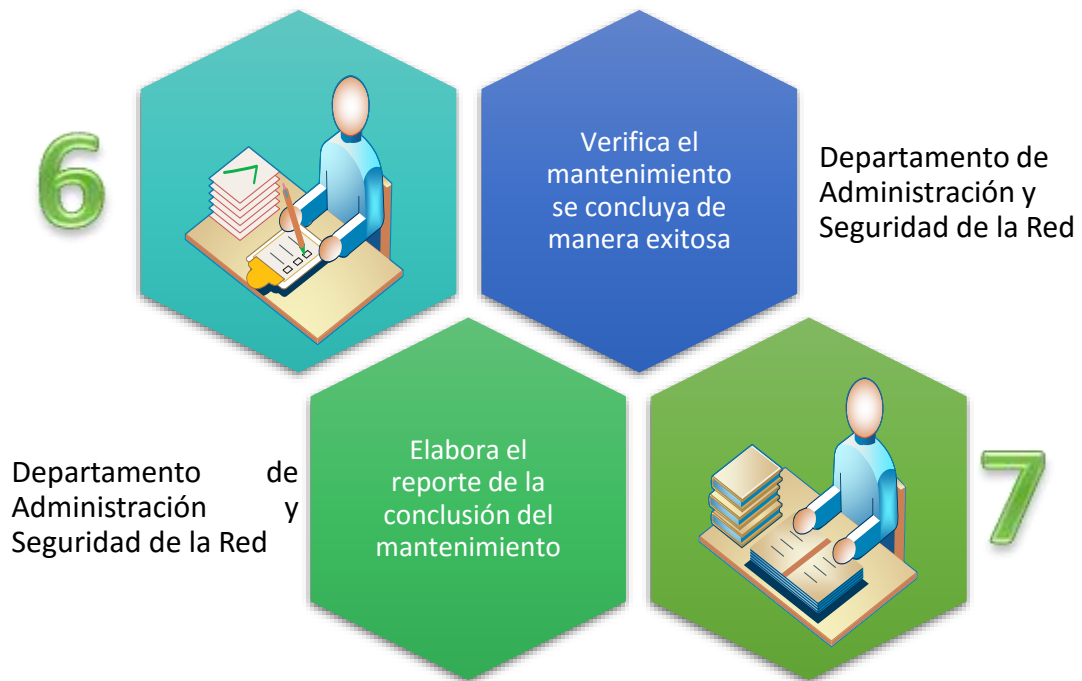 6
Verifica el
mantenimiento
se concluya de
manera exitosa
Departamento de
Administración y
Seguridad de la Red
Departamento de
Administración y
Seguridad de la Red
Elabora el
reporte de la
conclusión del
mantenimiento
7